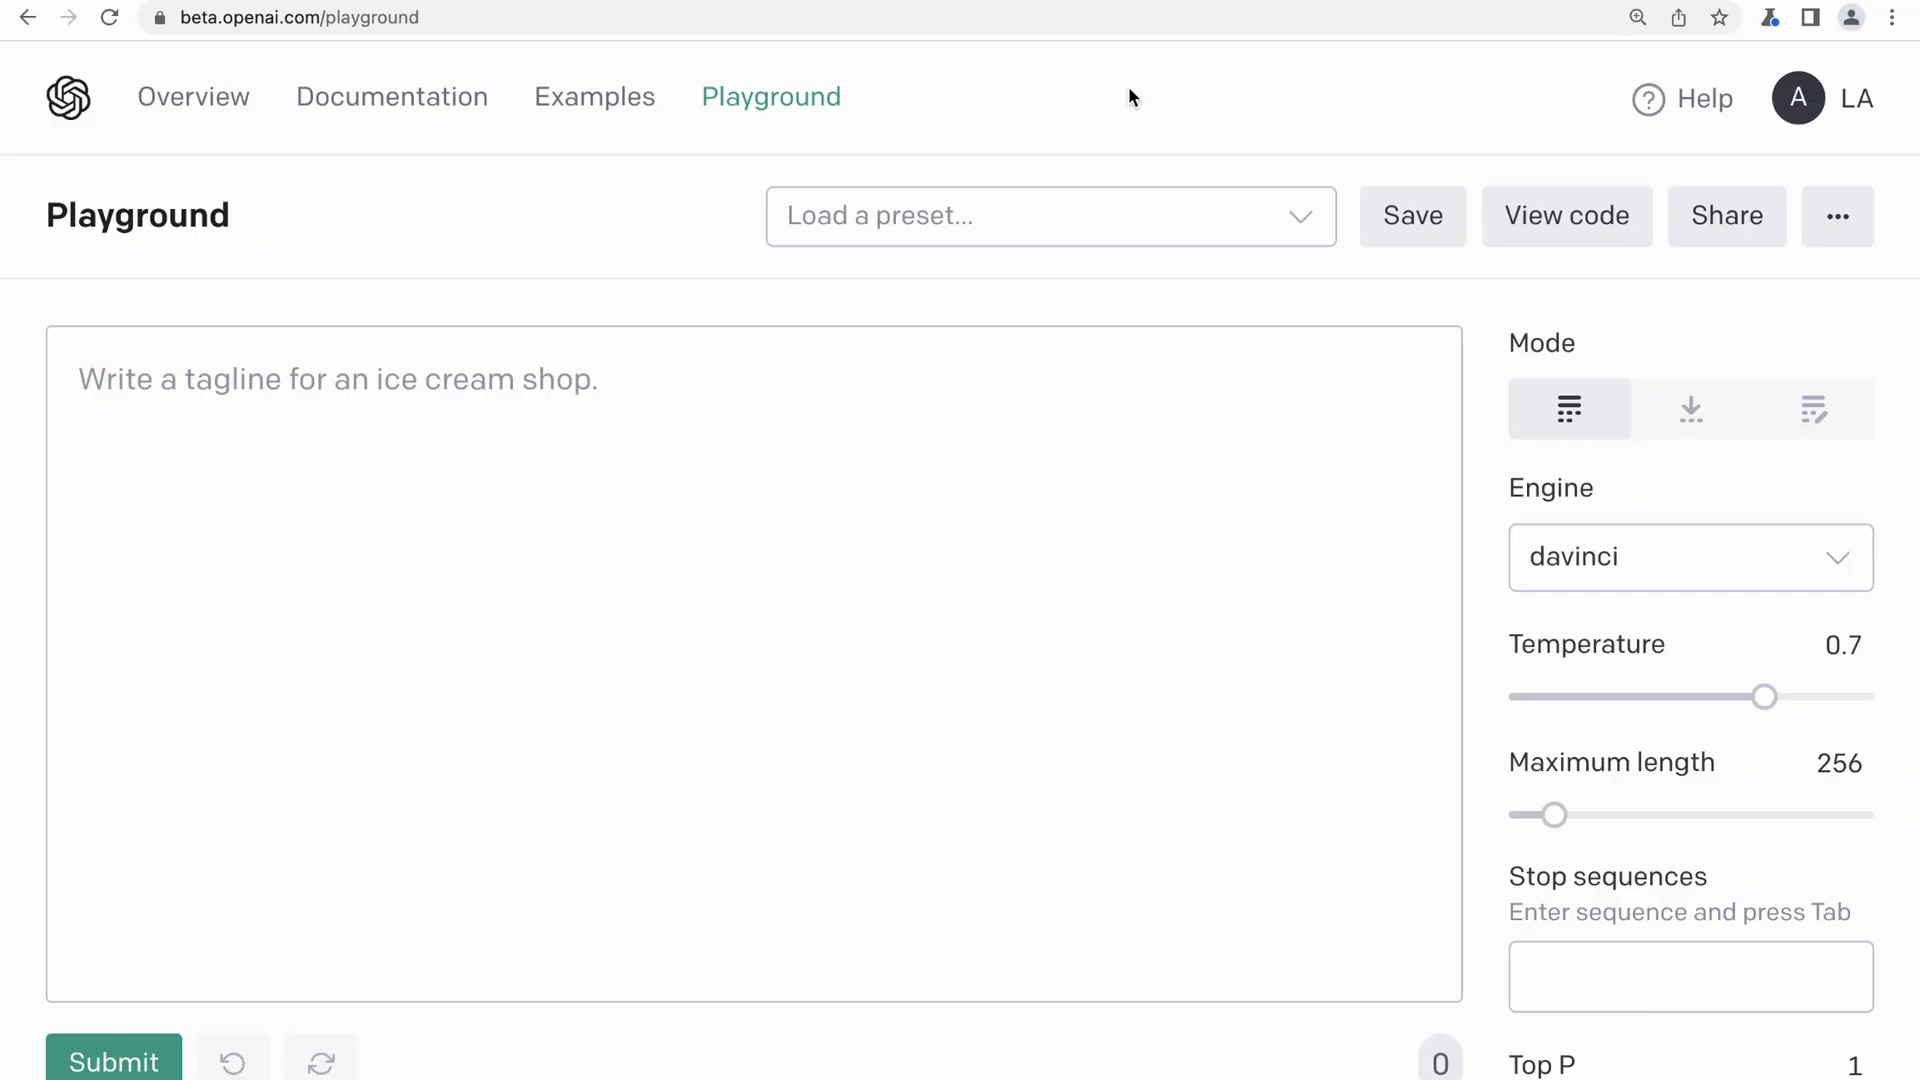 beta.openai.com/playground
Overview Documentation Examples Playground
? Help A LA
Playground
Load a preset... Save View code Share ...
Write a tagline for an ice cream shop.
Mode
Engine
davinci
Temperature 0.7
Maximum length 256
Stop sequences
Enter sequence and press Tab
Submit 0
Top P 1